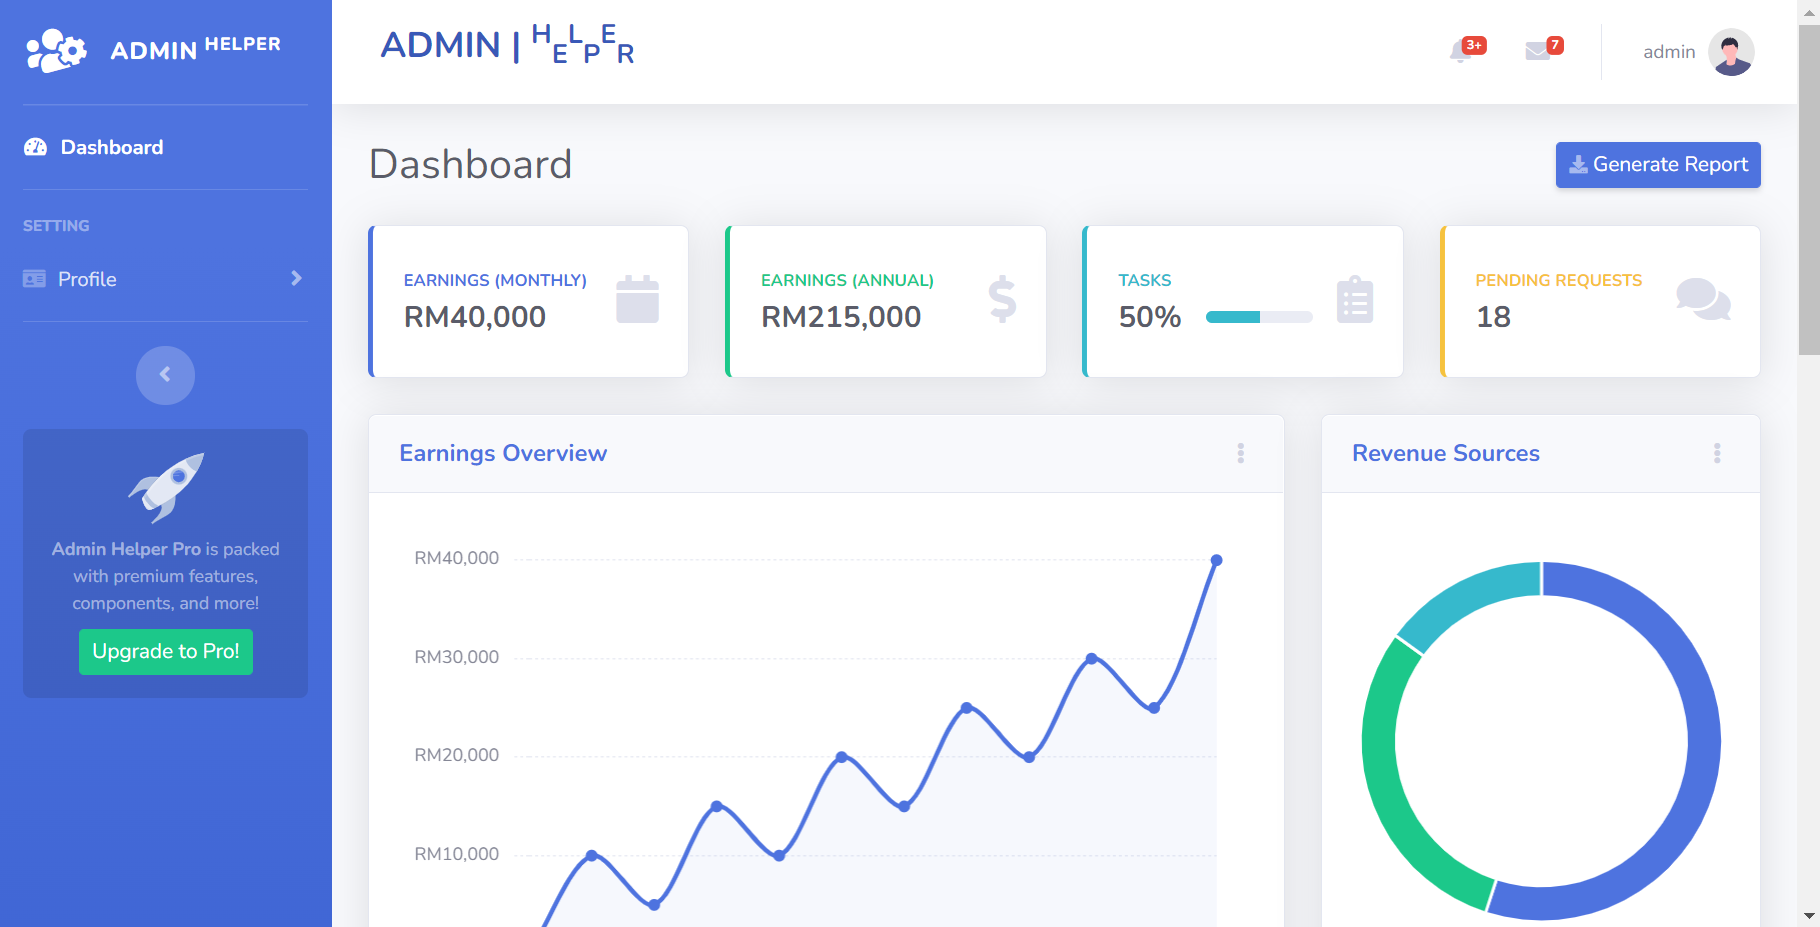 ADMIN HELPER
Dashboard
SETTING
Profile
Admin Helper Pro is packed
with premium features,
components, and more!
Upgrade to Pro!
ADMIN | HELPER
3+
7
admin
Dashboard
Generate Report
EARNINGS (MONTHLY)
RM40,000
EARNINGS (ANNUAL)
RM215,000
TASKS
50%
PENDING REQUESTS
18
Earnings Overview
RM40,000
RM30,000
RM20,000
RM10,000
Revenue Sources